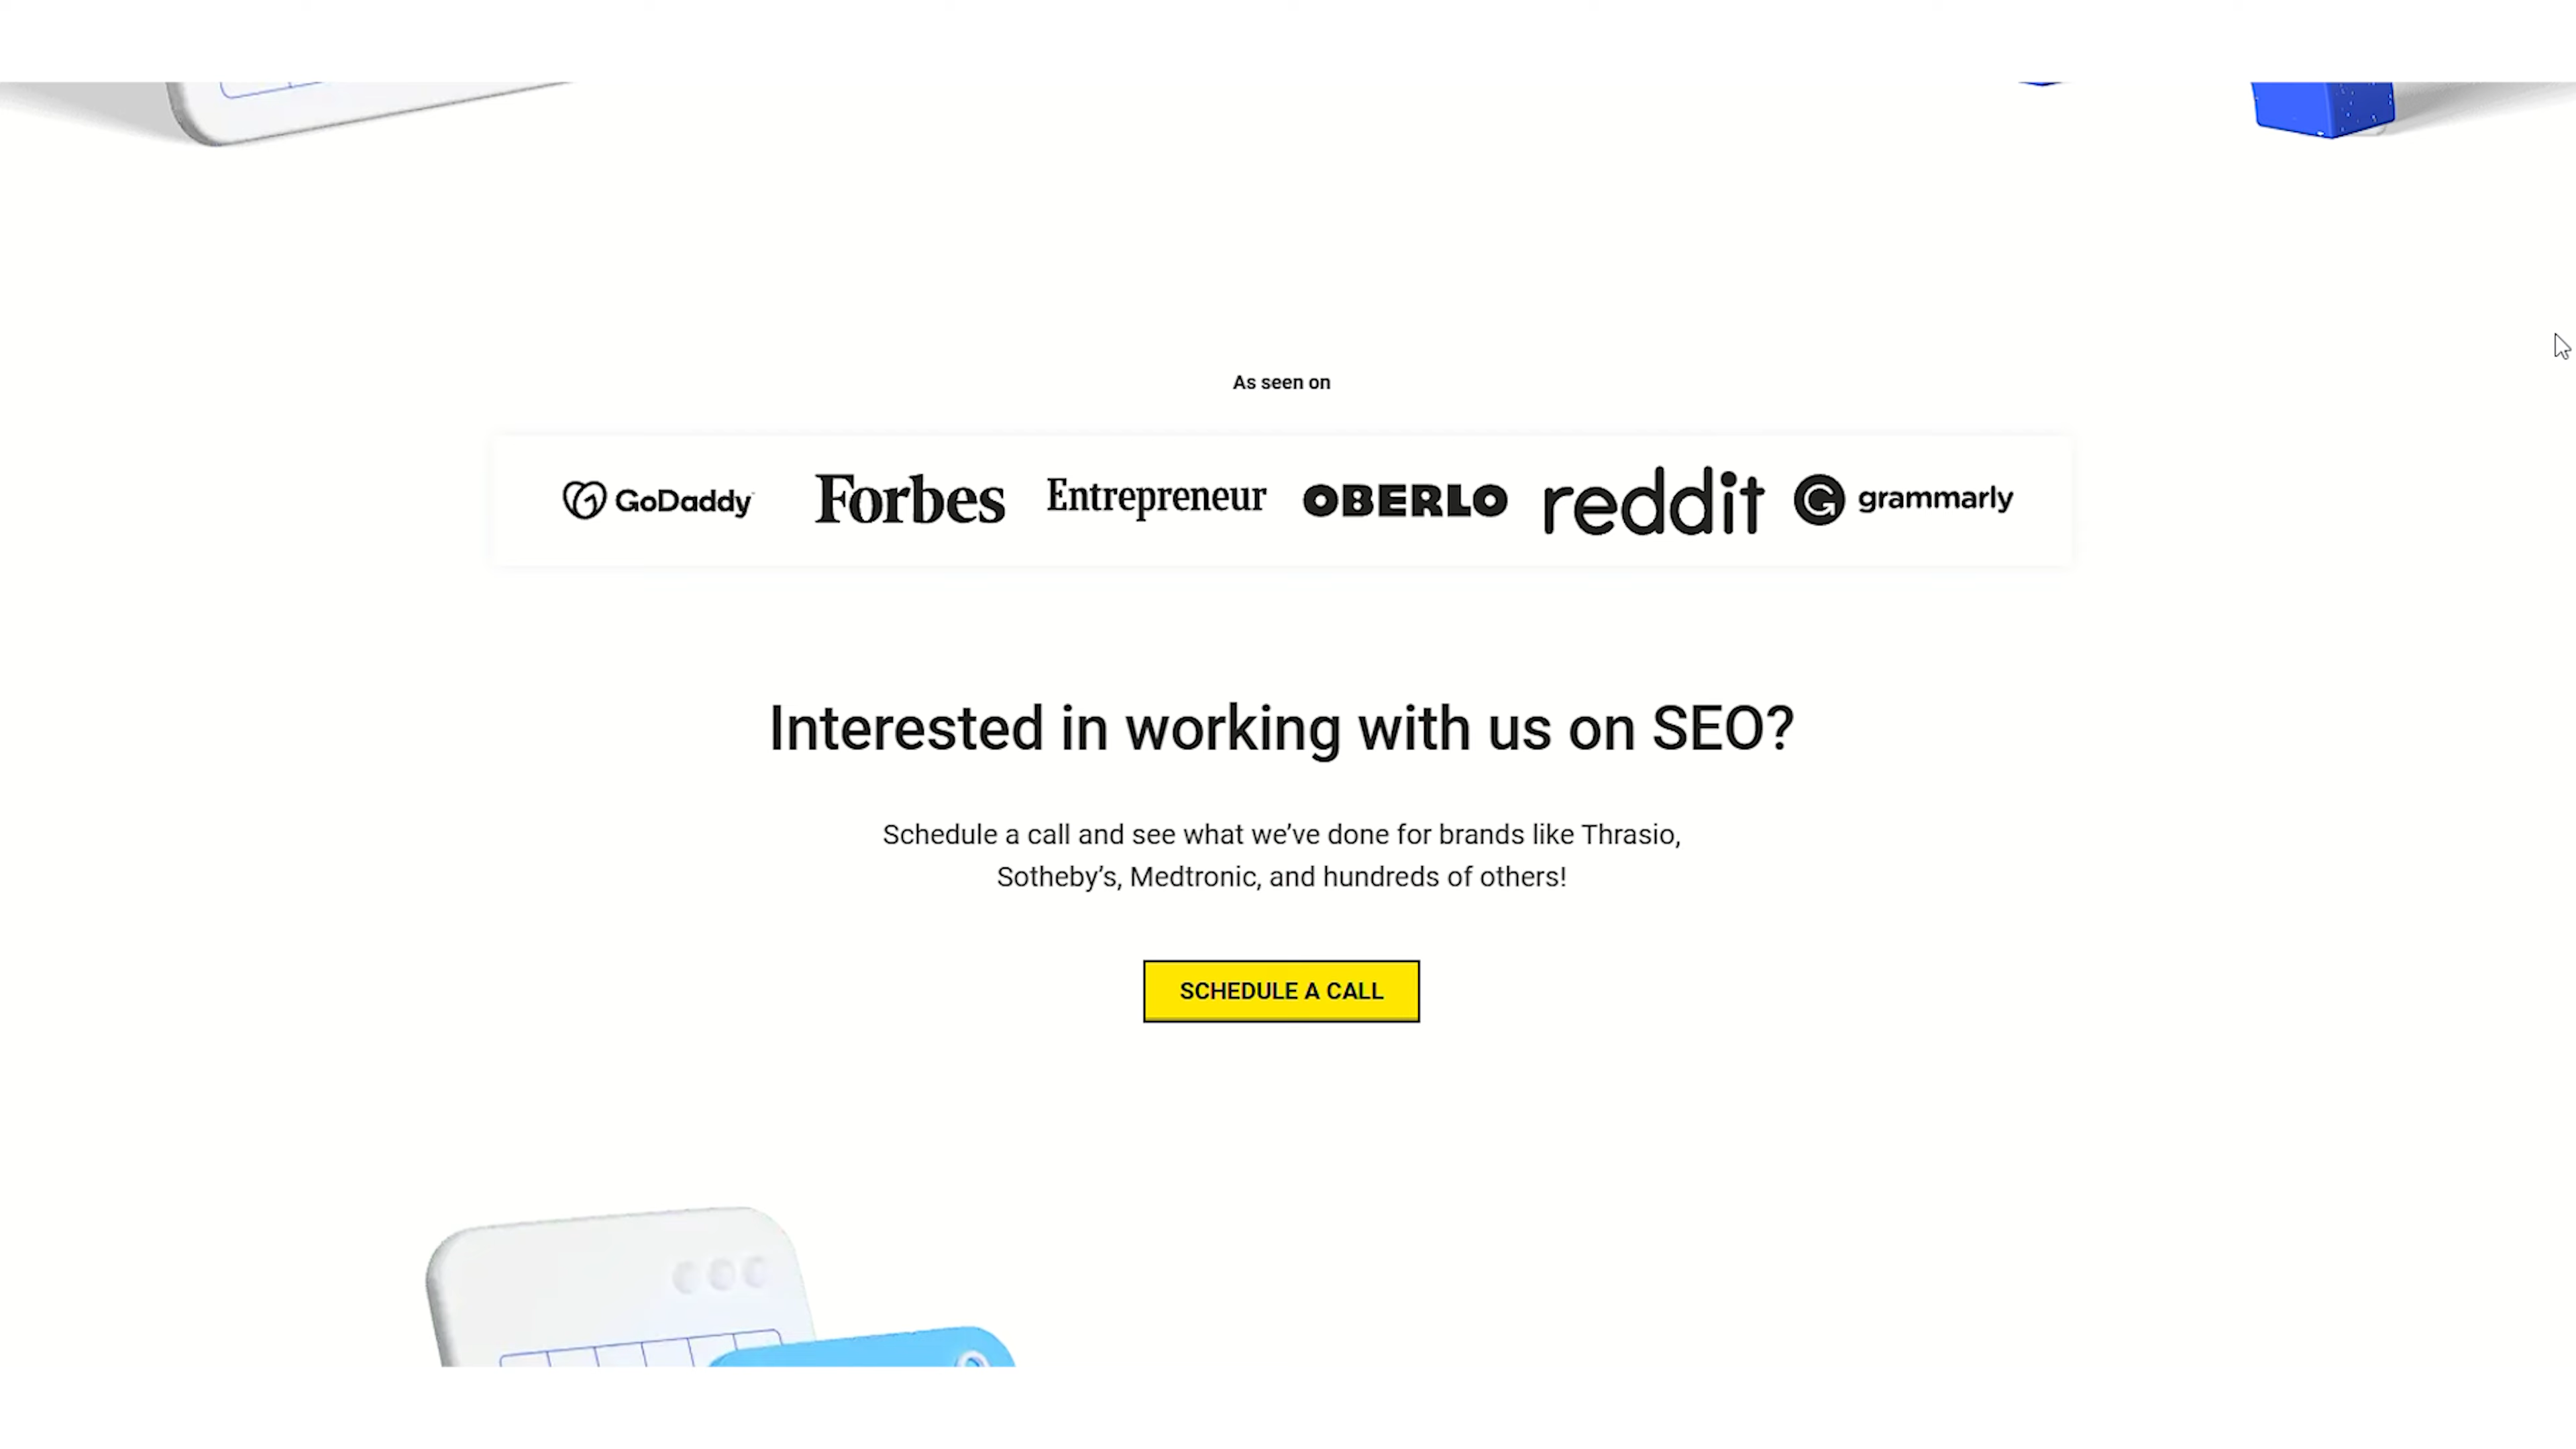 As seen on
GoDaddy Forbes Entrepreneur OBERLO reddit grammarly
Interested in working with us on SEO?
Schedule a call and see what we’ve done for brands like Thrasio,
Sotheby’s, Medtronic, and hundreds of others!
SCHEDULE A CALL